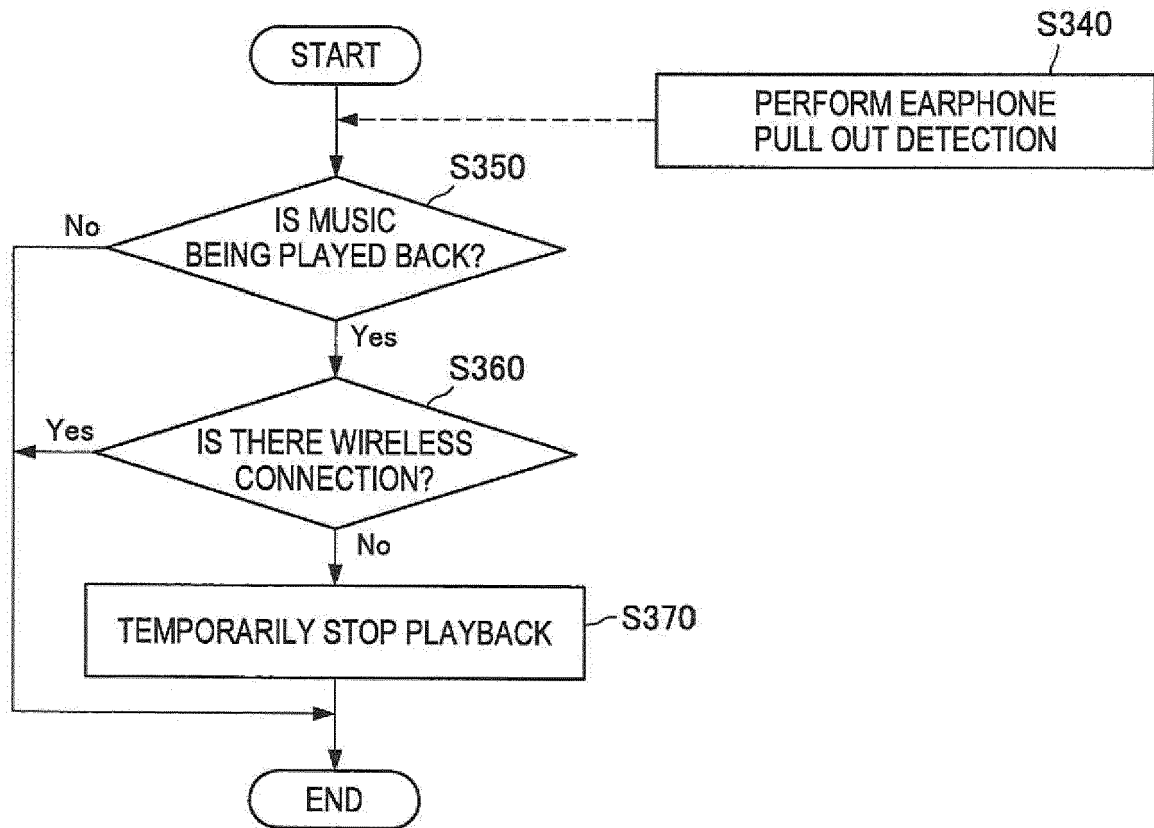 START
S340
PERFORM EARPHONE
PULL OUT DETECTION
S350
No
IS MUSIC
BEING PLAYED BACK?
Yes
S360
Yes
IS THERE WIRELESS
CONNECTION?
No
TEMPORARILY STOP PLAYBACK
S370
END